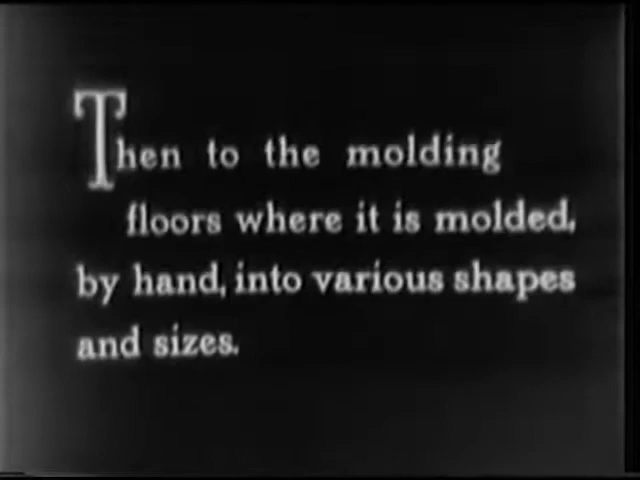 Then to the molding
floors where it is molded,
by hand, into various shapes
and sizes.